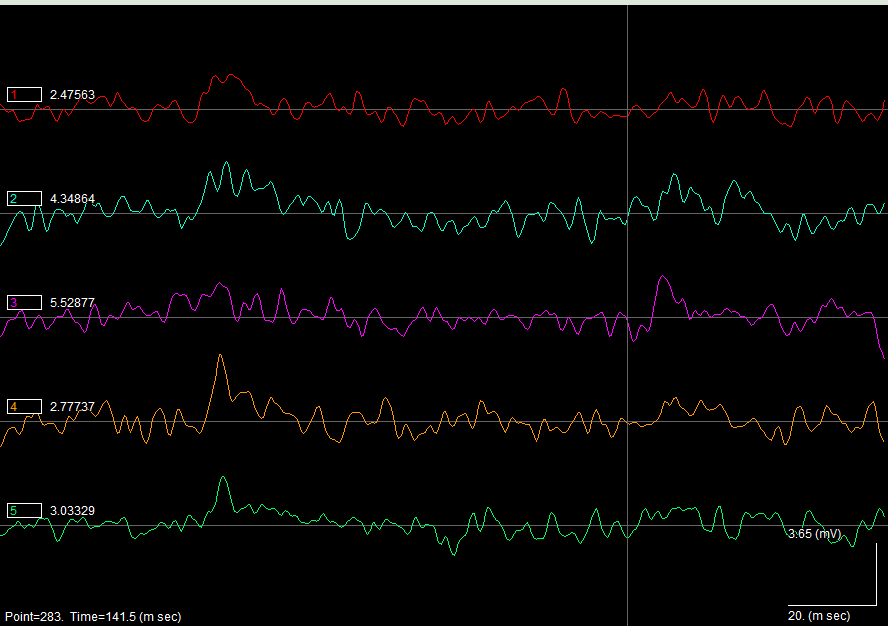 1 2.47563
2 4.34864
3 5.52877
4 2.77737
5 3.03329
3.65 (mV)
Point=283. Time=141.5 (m sec)
20. (m sec)